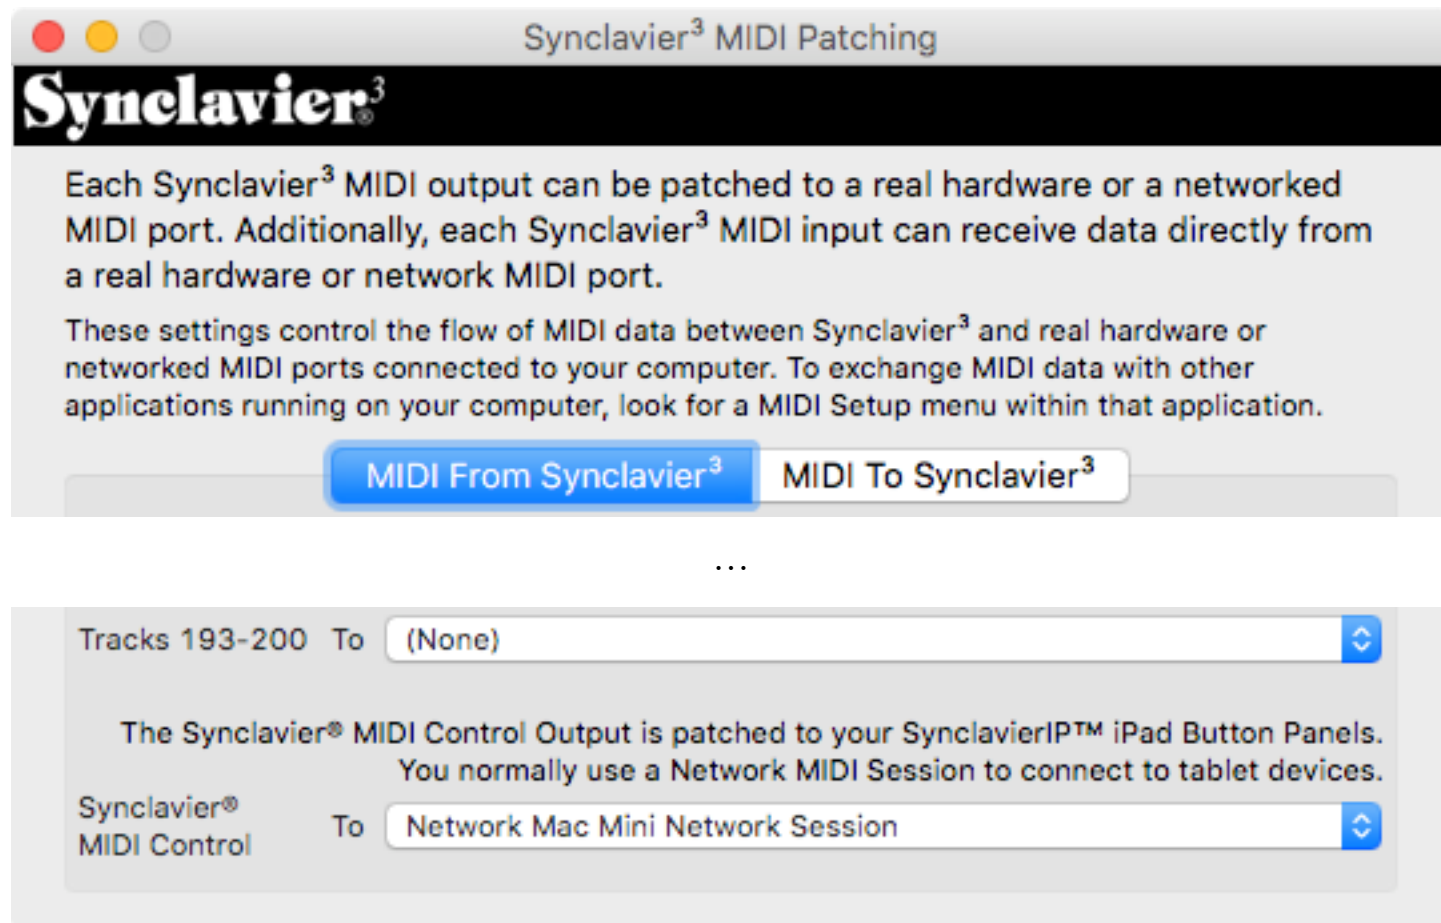 Synclavier³ MIDI Patching
Synclavier®³
Each Synclavier³ MIDI output can be patched to a real hardware or a networked
MIDI port. Additionally, each Synclavier³ MIDI input can receive data directly from
a real hardware or network MIDI port.
These settings control the flow of MIDI data between Synclavier³ and real hardware or
networked MIDI ports connected to your computer. To exchange MIDI data with other
applications running on your computer, look for a MIDI Setup menu within that application.
MIDI From Synclavier³ MIDI To Synclavier³
...
Tracks 193-200 To (None)
The Synclavier® MIDI Control Output is patched to your SynclavierIP™ iPad Button Panels.
You normally use a Network MIDI Session to connect to tablet devices.
Synclavier®
MIDI Control To Network Mac Mini Network Session